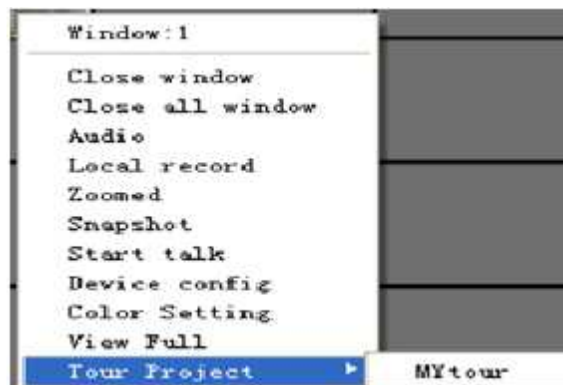 Window:1
Close window
Close all window
Audio
Local record
Zoomed
Snapshot
Start talk
Device config
Color Setting
View Full
Tour Project MYtour